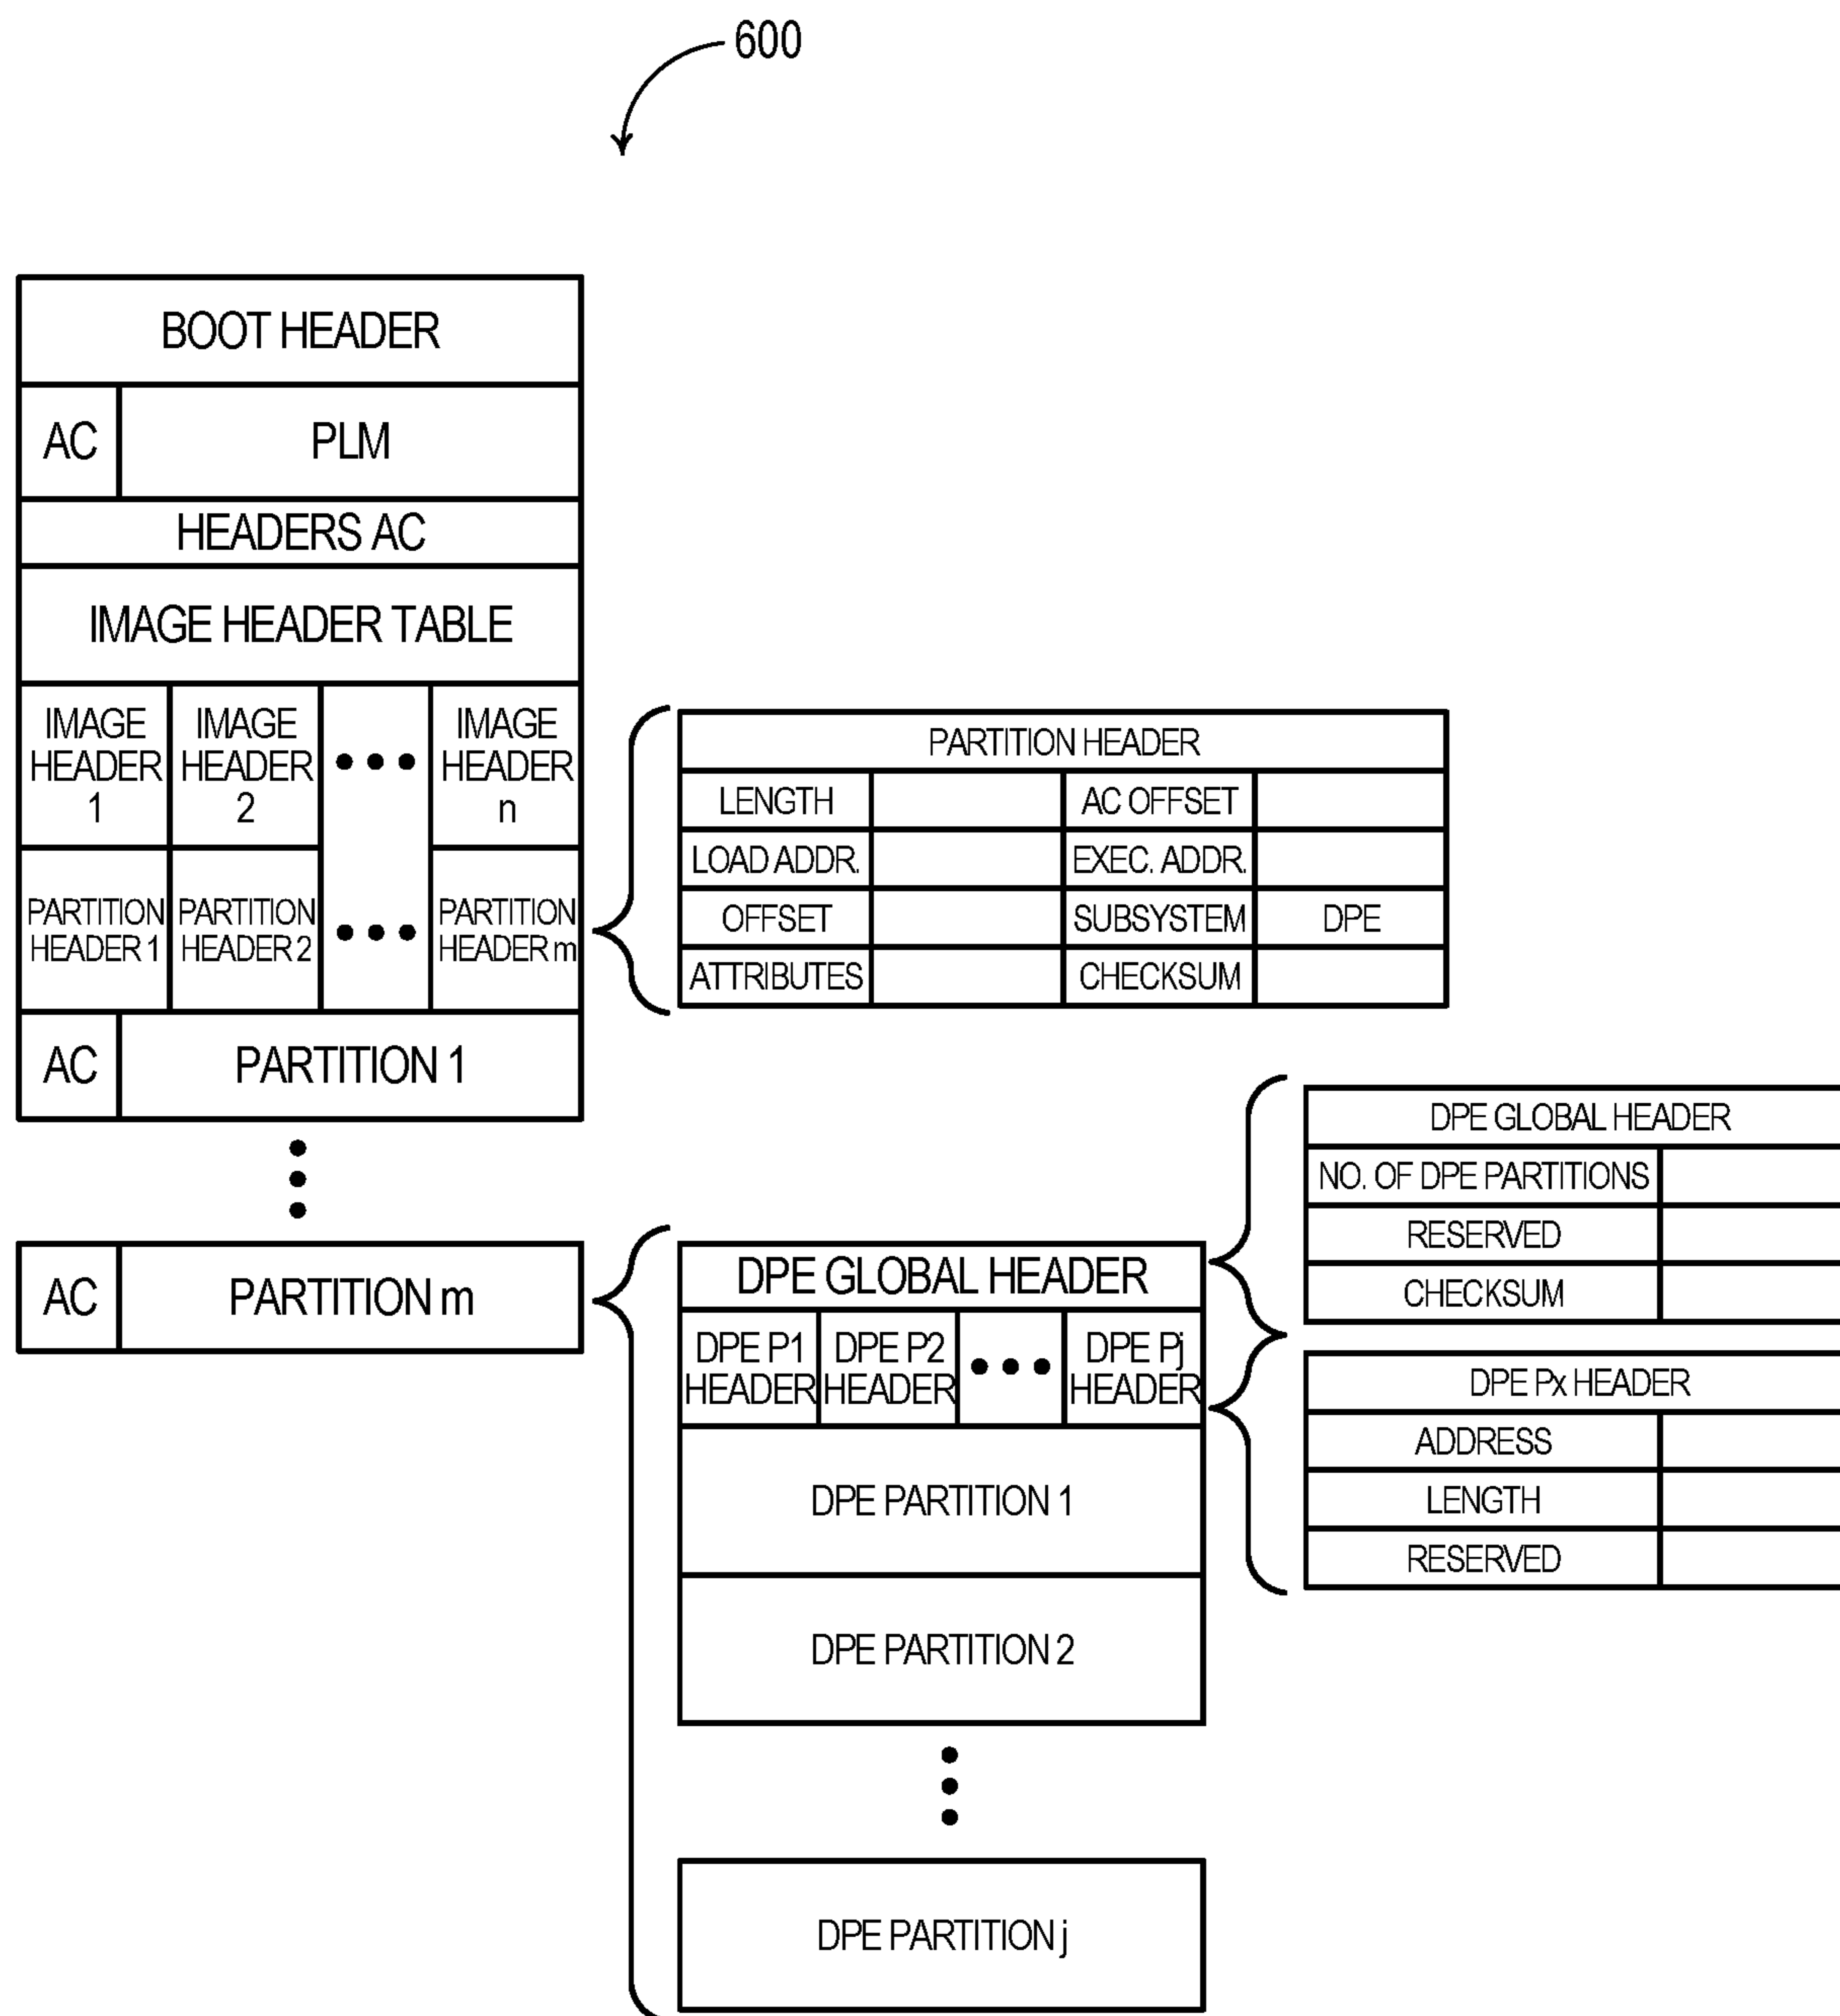 600
BOOT HEADER
AC PLM
HEADERS AC
IMAGE HEADER TABLE
IMAGE HEADER 1
IMAGE HEADER 2
IMAGE HEADER n
PARTITION HEADER 1
PARTITION HEADER 2
PARTITION HEADER m
AC PARTITION 1
AC PARTITION m
PARTITION HEADER
LENGTH AC OFFSET
LOAD ADDR. EXEC. ADDR.
OFFSET SUBSYSTEM DPE
ATTRIBUTES CHECKSUM
DPE GLOBAL HEADER
DPE P1 HEADER
DPE P2 HEADER
DPE Pj HEADER
DPE PARTITION 1
DPE PARTITION 2
DPE PARTITION j
DPE GLOBAL HEADER
NO. OF DPE PARTITIONS
RESERVED
CHECKSUM
DPE Px HEADER
ADDRESS
LENGTH
RESERVED